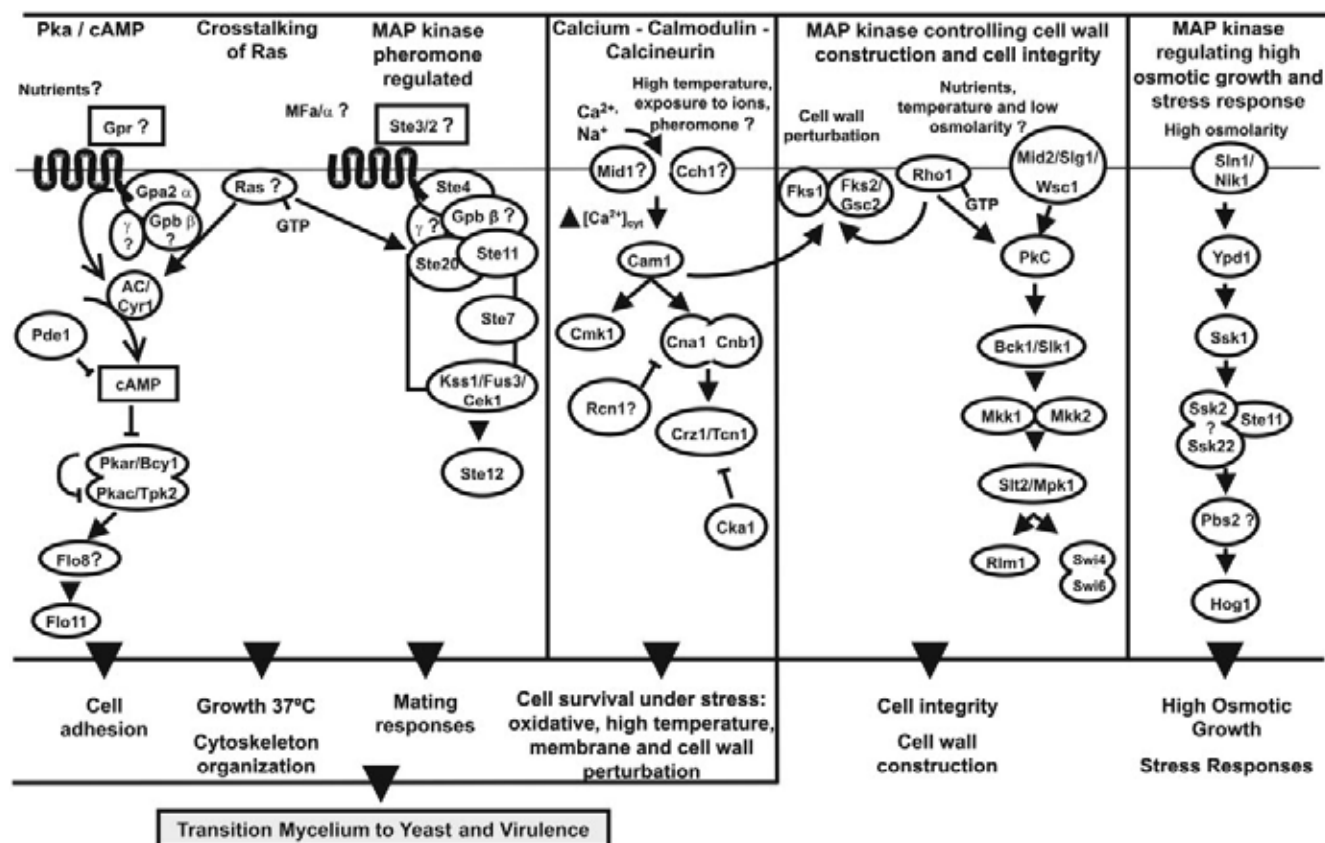 Pka / cAMP
Nutrients ?
Gpr ?
Gpa2 α
Gpb β
?
γ
?
AC/
Cyr1
Pde1
cAMP
Pkar/Bcy1
Pkac/Tpk2
Flo8 ?
Flo11
Crosstalking
of Ras
Ras ?
GTP
MAP kinase
pheromone
regulated
MFa/α ?
Ste3/2 ?
Ste4
Gpb β ?
γ ?
Ste20
Ste11
Ste7
Kss1/Fus3/
Cek1
Ste12
Calcium - Calmodulin -
Calcineurin
High temperature,
exposure to ions,
pheromone ?
Ca2+,
Na+
Mid1 ?
Cch1 ?
▲ [Ca2+]cyt
Cam1
Cmk1
Cna1
Cnb1
Rcn1?
Crz1/Tcn1
Cka1
MAP kinase controlling cell wall
construction and cell integrity
Cell wall
perturbation
Nutrients,
temperature and low
osmolarity ?
Fks1
Fks2/
Gsc2
Rho1
GTP
Mid2/Slg1/
Wsc1
PkC
Bck1/Slk1
Mkk1
Mkk2
Slt2/Mpk1
Rlm1
Swi4
Swi6
MAP kinase
regulating high
osmotic growth and
stress response
High osmolarity
Sln1/
Nik1
Ypd1
Ssk1
Ssk2
?
Ssk22
Ste11
Pbs2 ?
Hog1
Cell
adhesion
Growth 37ºC
Cytoskeleton
organization
Mating
responses
Cell survival under stress:
oxidative, high temperature,
membrane and cell wall
perturbation
Cell integrity
Cell wall
construction
High Osmotic
Growth
Stress Responses
Transition Mycelium to Yeast and Virulence